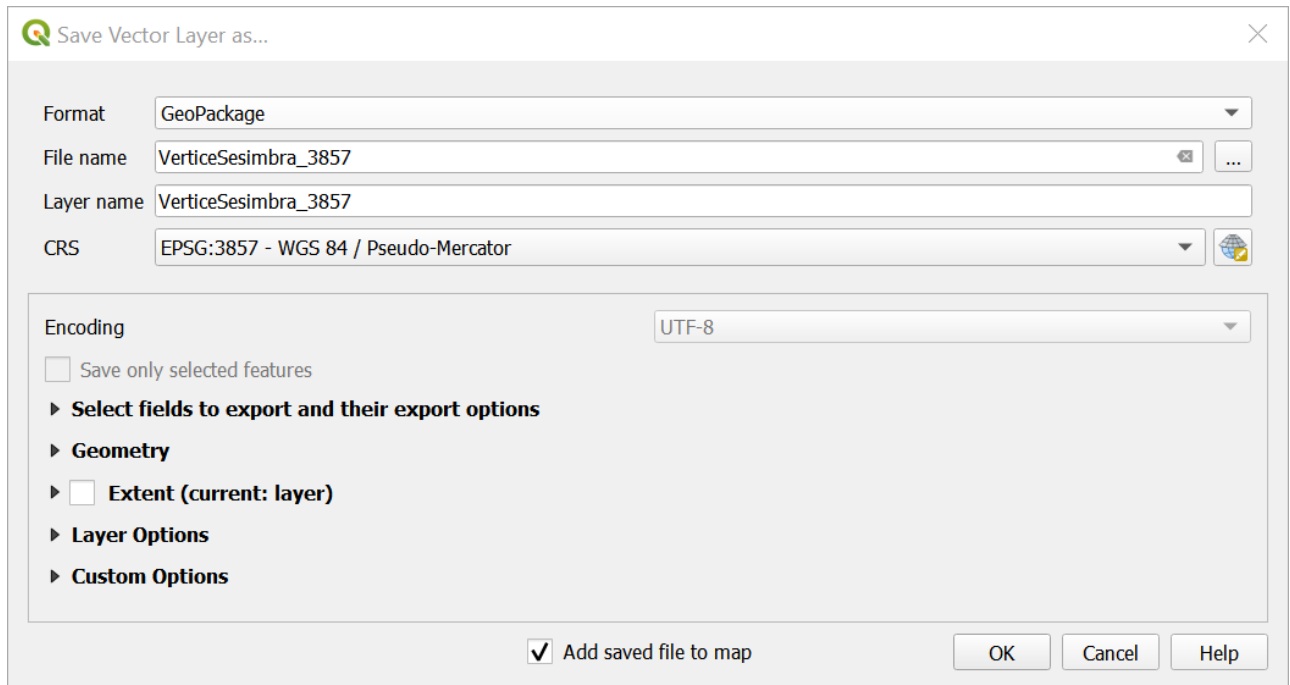 Save Vector Layer as...
Format GeoPackage
File name VerticeSesimbra_3857 ...
Layer name VerticeSesimbra_3857
CRS EPSG:3857 - WGS 84 / Pseudo-Mercator
Encoding UTF-8
Save only selected features
Select fields to export and their export options
Geometry
Extent (current: layer)
Layer Options
Custom Options
Add saved file to map OK Cancel Help